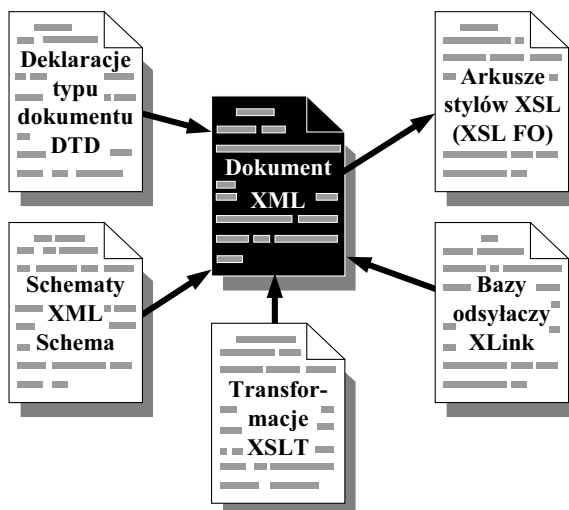 Deklaracje
typu
dokumentu
DTD
Arkusze
stylów XSL
(XSL FO)
Dokument
XML
Schematy
XML
Schema
Bazy
odsyłaczy
XLink
Transfor-
macje
XSLT